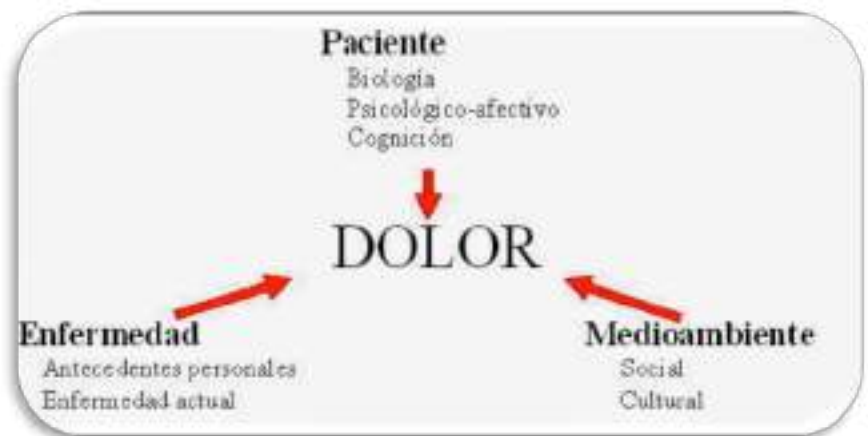 Paciente
Biología
Psicológico-afectivo
Cognición
DOLOR
Enfermedad
Antecedentes personales
Enfermedad actual
Medioambiente
Social
Cultural